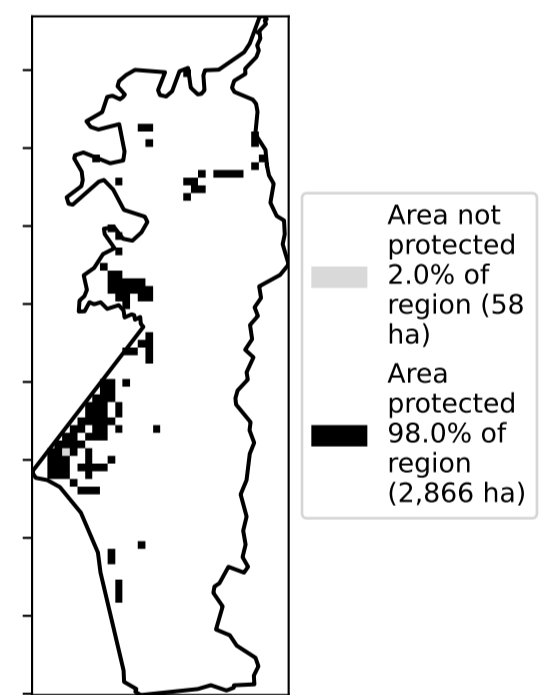 Area not
protected
2.0% of
region (58
ha)
Area
protected
98.0% of
region
(2,866 ha)